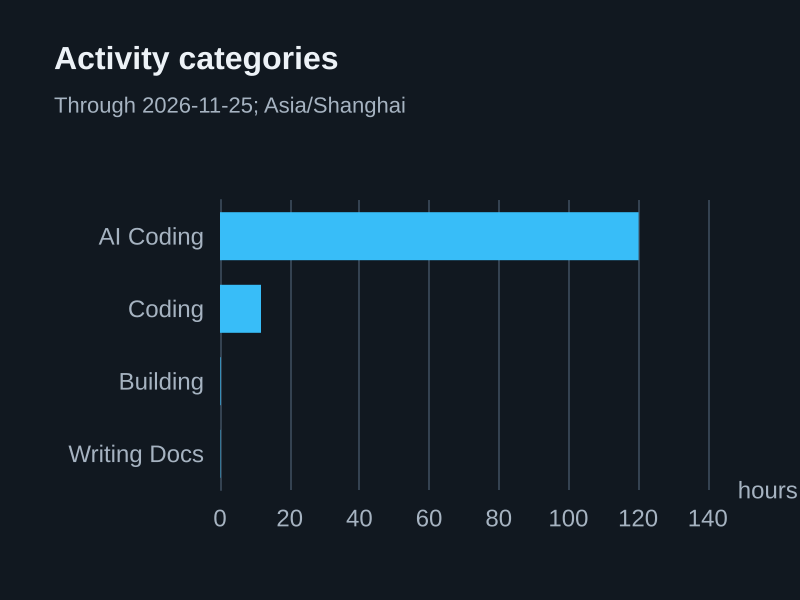 Activity categories
Through 2026-11-25; Asia/Shanghai
AI Coding
Coding
Building
Writing Docs
hours
0 20 40 60 80 100 120 140